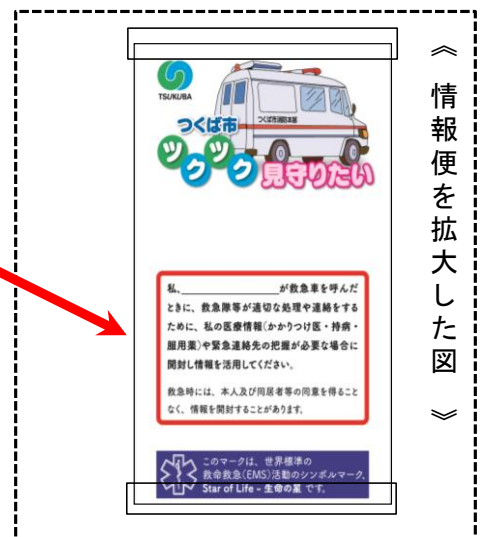 《情報便を拡大した図》
TSUKUBA
つくば市消防本部
つくば市
ツクツク
見守りたい
私、______________が救急車を呼んだ
ときに、救急隊等が適切な処理や連絡をする
ために、私の医療情報(かかりつけ医・持病・
服用薬)や緊急連絡先の把握が必要な場合に
開封し情報を活用してください。
救急時には、本人及び同居者等の同意を得ること
なく、情報を開封することがあります。
このマークは、世界標準の
救命救急(EMS)活動のシンボルマーク、
Star of Life - 生命の星 です。